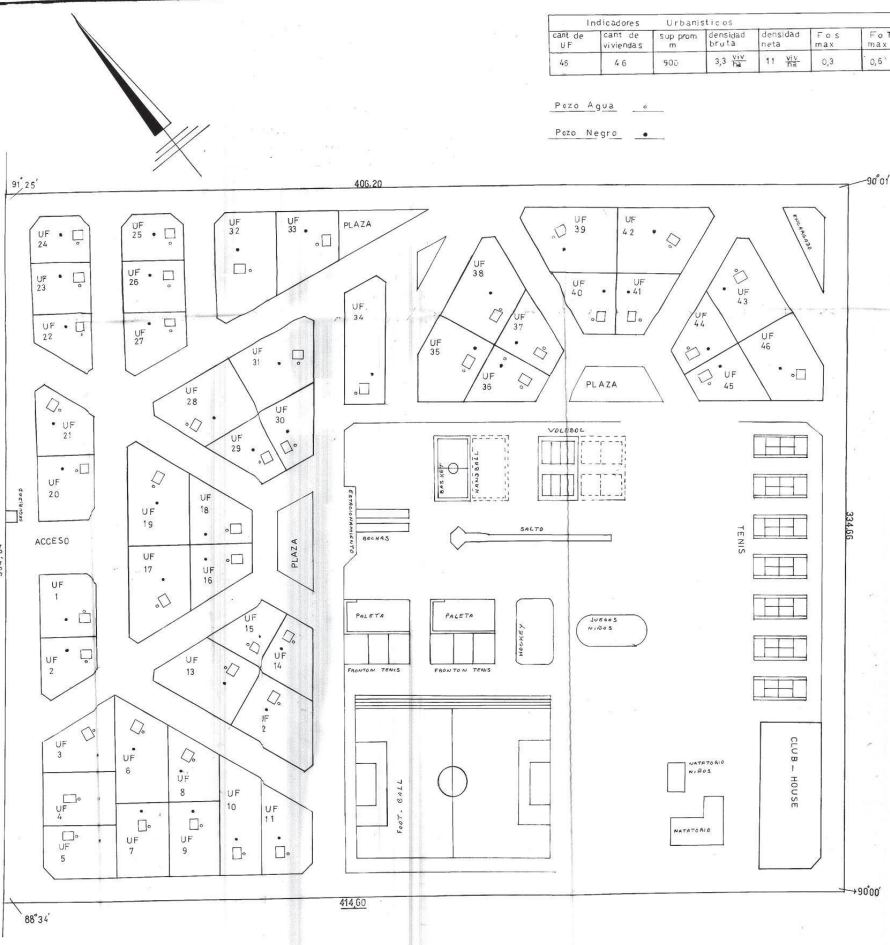 Indicadores Urbanisticos
cant de UF
cant de viviendas
sup prom m
densidad bruta
densidad neta
F o s max
F o T max
46
46
900
3,3 viv/ha
11 viv/ha
0,3
0,6
Pozo Agua
Pozo Negro
91°25'
406.20
90°01'
UF 24
UF 25
UF 32
UF 33
PLAZA
UF 39
UF 42
UF 23
UF 26
UF 38
UF 43
UF 22
UF 27
UF 34
UF 40
UF 41
UF 37
UF 44
UF 35
UF 46
UF 31
UF 36
UF 45
PLAZA
UF 28
UF 30
UF 29
UF 21
UF 20
VOLEBOL
BASKET
HANDBALL
UF 19
UF 18
SEGURIDAD
ESTACIONAMIENTO
ACCESO
BOCHAS
SALTO
TENIS
334.66
PLAZA
UF 17
UF 16
UF 1
UF 2
UF 15
UF 14
UF 13
PALETA
PALETA
HOCKEY
JUEGOS NIÑOS
FRONTON TENIS
FRONTON TENIS
UF 3
UF 6
UF 8
UF 4
UF 5
UF 7
UF 9
UF 10
UF 11
FOOT-BALL
NATATORIO NIÑOS
NATATORIO
CLUB-HOUSE
88°34'
414,60
90°00'